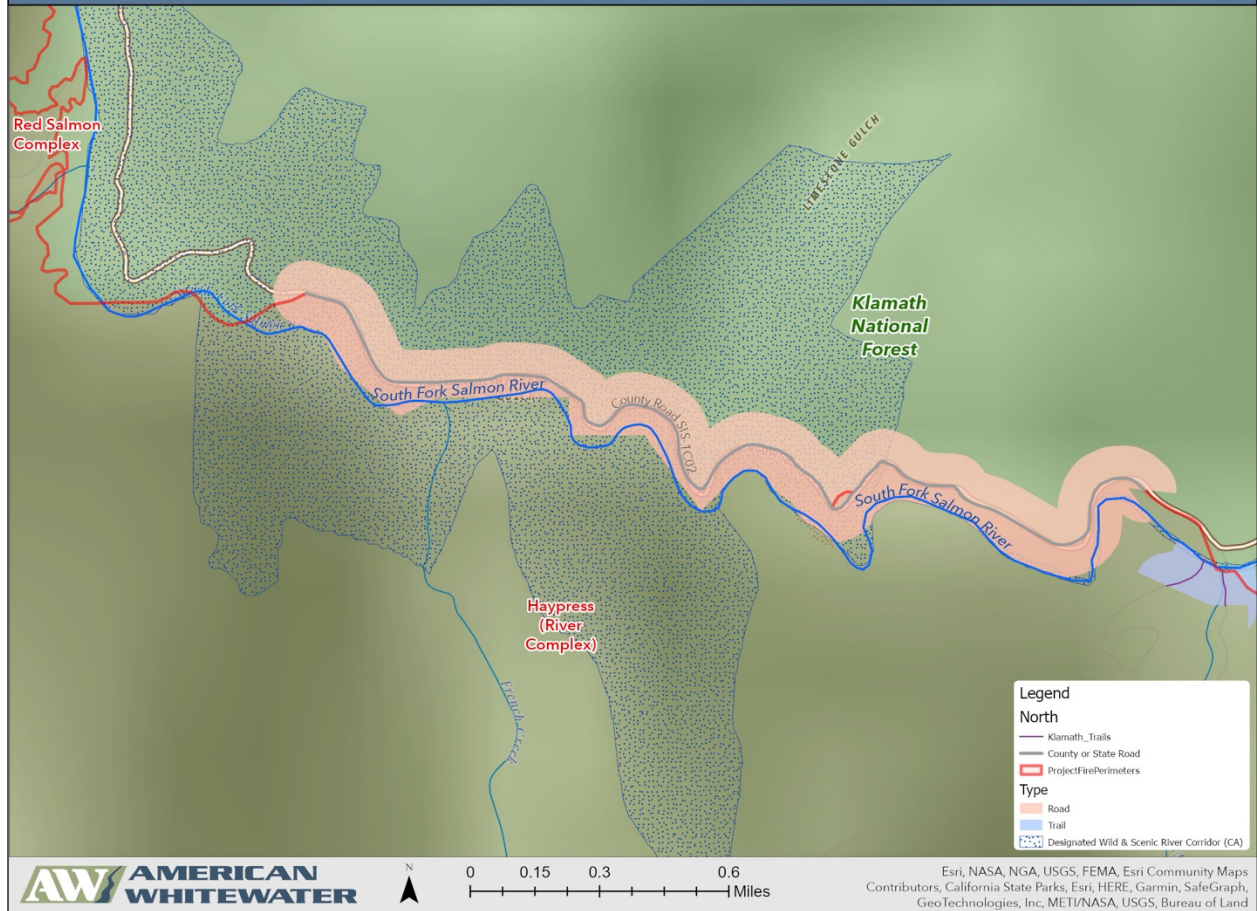 Red Salmon
Complex
LIMESTONE GULCH
Klamath
National
Forest
South Fork Salmon River
County Road SIS-1C02
South Fork Salmon River
Haypress
(River
Complex)
French Creek
Legend
North
Klamath_Trails
County or State Road
ProjectFirePerimeters
Type
Road
Trail
Designated Wild & Scenic River Corridor (CA)
AW AMERICAN
WHITEWATER
N
0 0.15 0.3 0.6
Miles
Esri, NASA, NGA, USGS, FEMA, Esri Community Maps
Contributors, California State Parks, Esri, HERE, Garmin, SafeGraph,
GeoTechnologies, Inc, METI/NASA, USGS, Bureau of Land